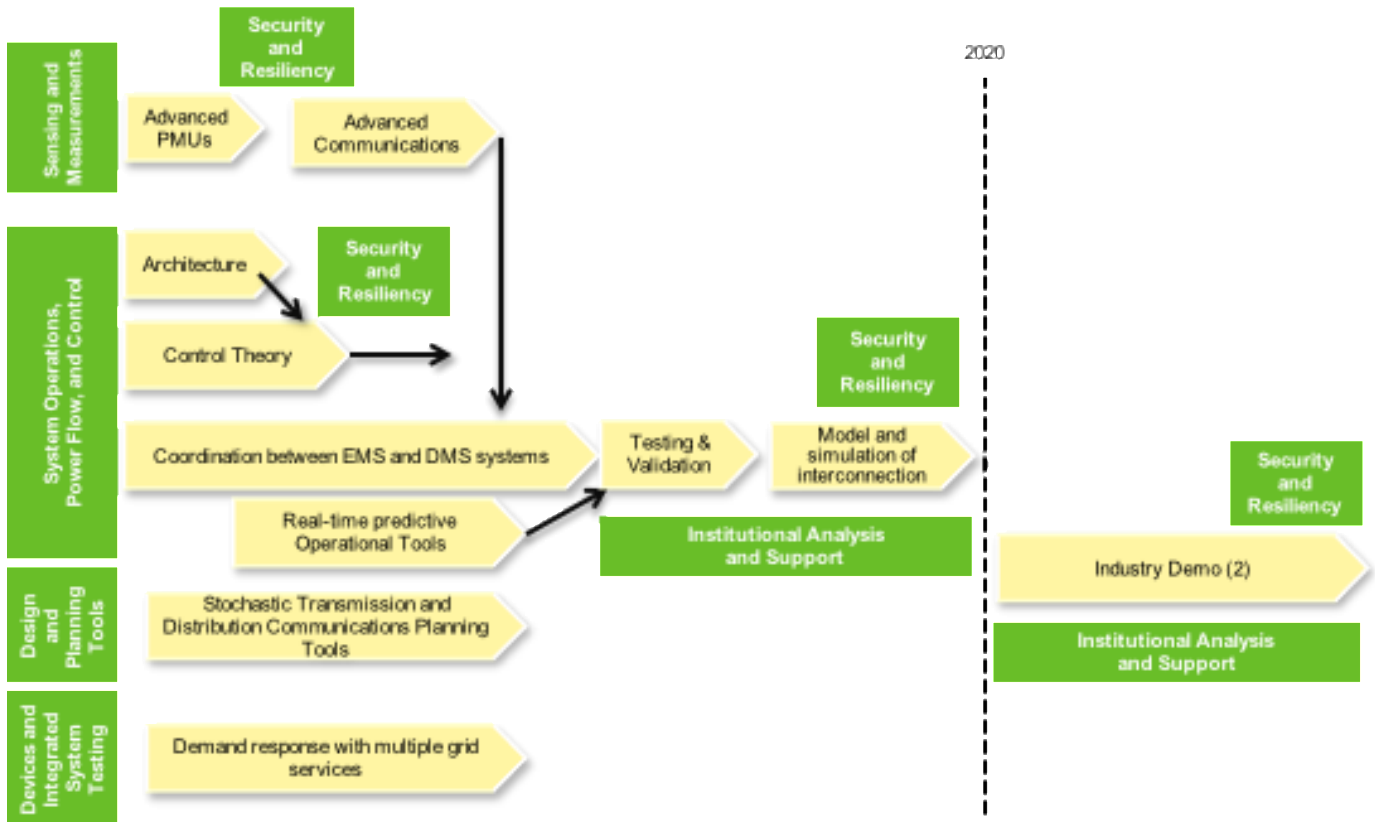 Security
and
Resiliency
2020
Sensing and
Measurements
Advanced
PMUs
Advanced
Communications
System Operations,
Power Flow, and Control
Architecture
Security
and
Resiliency
Control Theory
Security
and
Resiliency
Coordination between EMS and DMS systems
Testing &
Validation
Model and
simulation of
interconnection
Security
and
Resiliency
Real-time predictive
Operational Tools
Institutional Analysis
and Support
Industry Demo (2)
Design
and
Planning
Tools
Stochastic Transmission and
Distribution Communications Planning
Tools
Institutional Analysis
and Support
Devices and
Integrated
System
Testing
Demand response with multiple grid
services